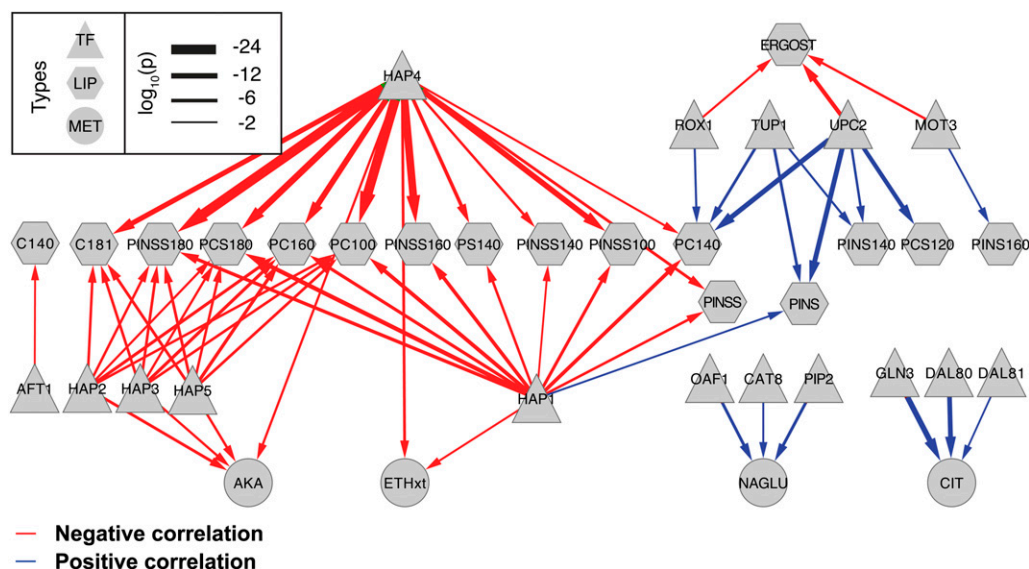 Types
TF
LIP
MET
log10(p)
-24
-12
-6
-2
ERGOST
HAP4
ROX1 TUP1 UPC2 MOT3
C140 C181 PINSS180 PCS180 PC160 PC100 PINSS160 PS140 PINSS140 PINSS100 PC140 PINS140 PCS120 PINS160
PINSS PINS
AFT1 HAP2 HAP3 HAP5 HAP1 OAF1 CAT8 PIP2 GLN3 DAL80 DAL81
AKA ETHxt NAGLU CIT
Negative correlation
Positive correlation